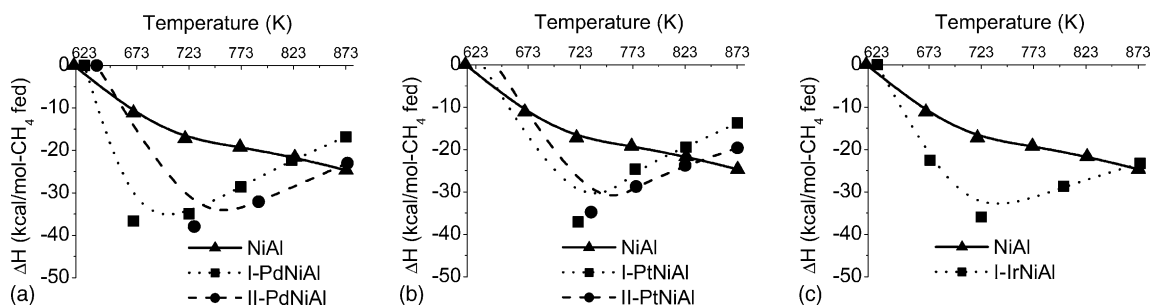 Temperature (K)
623 673 723 773 823 873
0
-10
-20
-30
-40
-50
ΔH (kcal/mol-CH4 fed)
NiAl
I-PdNiAl
II-PdNiAl
(a)
Temperature (K)
623 673 723 773 823 873
0
-10
-20
-30
-40
-50
ΔH (kcal/mol-CH4 fed)
NiAl
I-PtNiAl
II-PtNiAl
(b)
Temperature (K)
623 673 723 773 823 873
0
-10
-20
-30
-40
-50
ΔH (kcal/mol-CH4 fed)
NiAl
I-IrNiAl
(c)